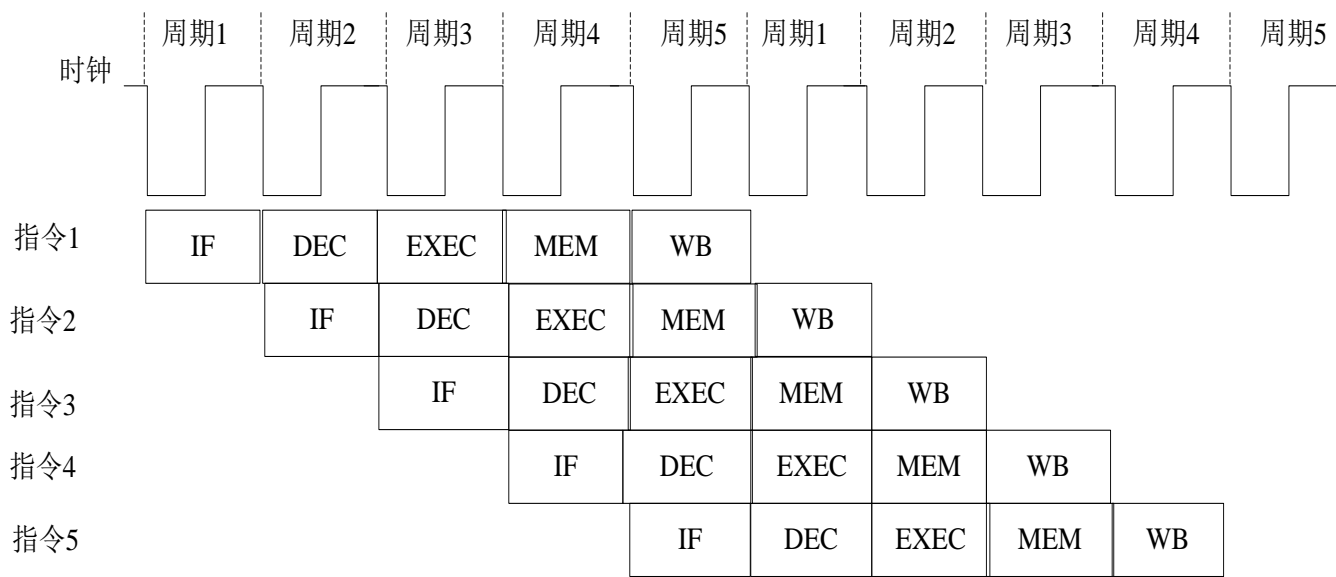 周期1 周期2 周期3 周期4 周期5 周期1 周期2 周期3 周期4 周期5
时钟
指令1 IF DEC EXEC MEM WB
指令2 IF DEC EXEC MEM WB
指令3 IF DEC EXEC MEM WB
指令4 IF DEC EXEC MEM WB
指令5 IF DEC EXEC MEM WB